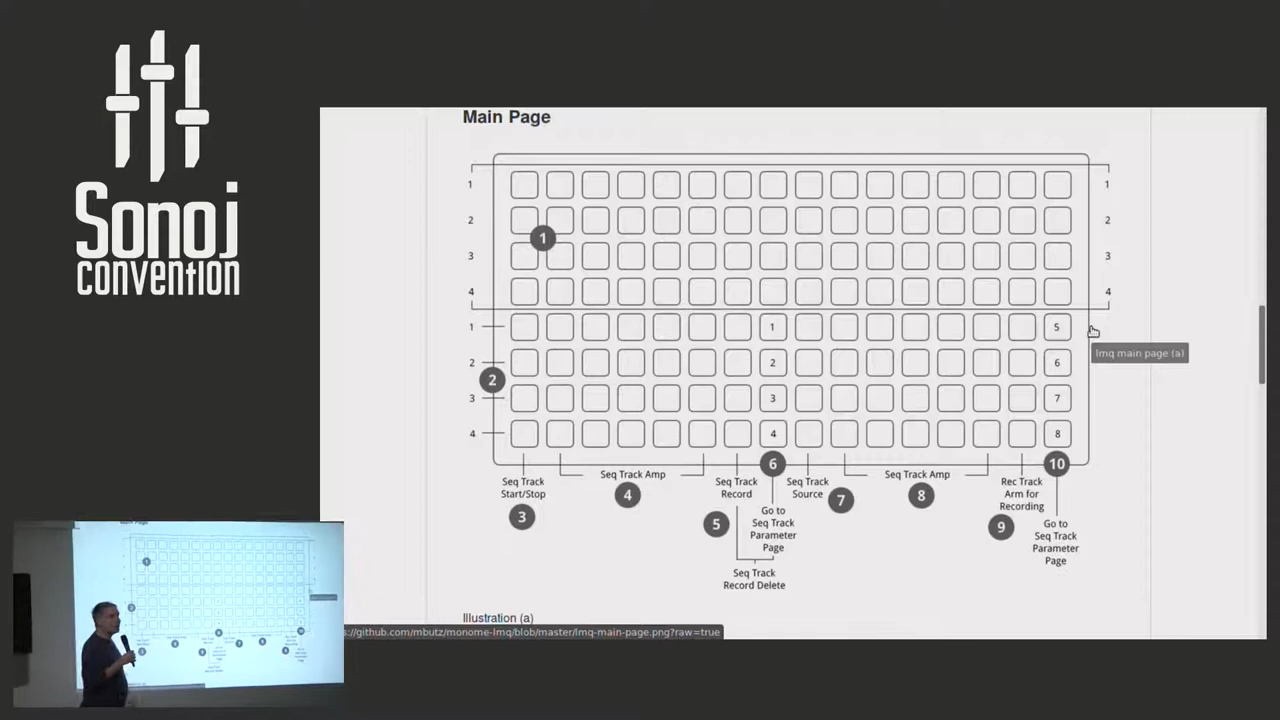 Sonoj
convention
Main Page
1 1
2 2
1
3 3
4 4
1 1 5
lmq main page (a)
2 2 6
2
3 3 7
4 4 8
6 10
Seq Track Amp Seq Track Amp
Seq Track
Start/Stop
3
4
Seq Track
Record
5
Go to
Seq Track
Parameter
Page
Seq Track
Record Delete
Seq Track
Source
7
8
Rec Track
Arm for
Recording
9
Go to
Seq Track
Parameter
Page
Illustration (a)
s://github.com/mbutz/monome-lmq/blob/master/lmq-main-page.png?raw=true